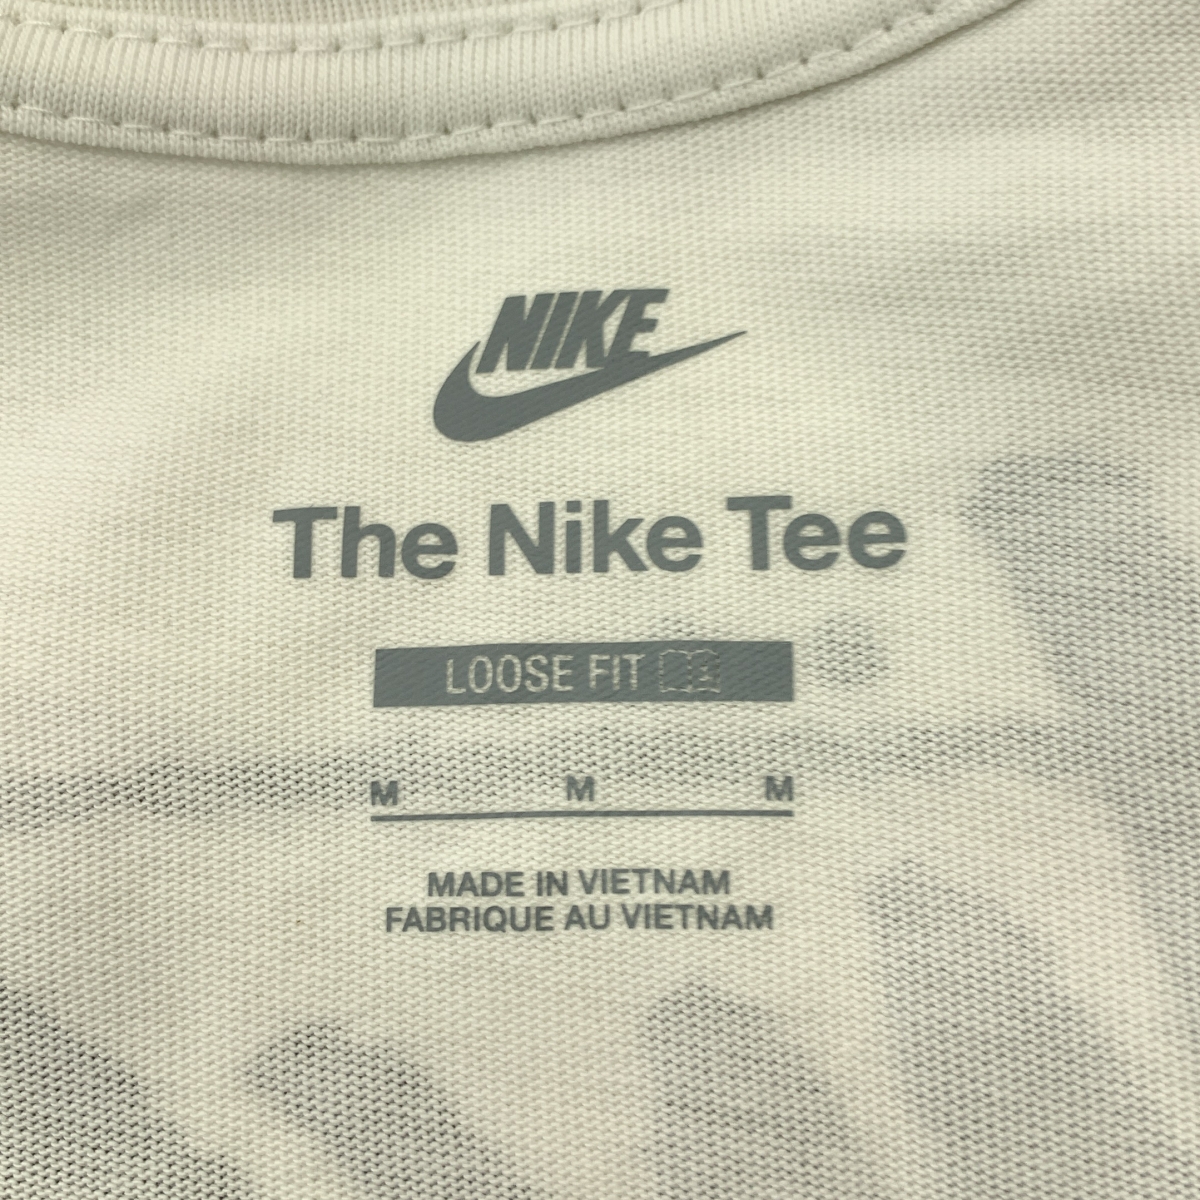 NIKE
The Nike Tee
LOOSE FIT
M M M
MADE IN VIETNAM
FABRIQUE AU VIETNAM